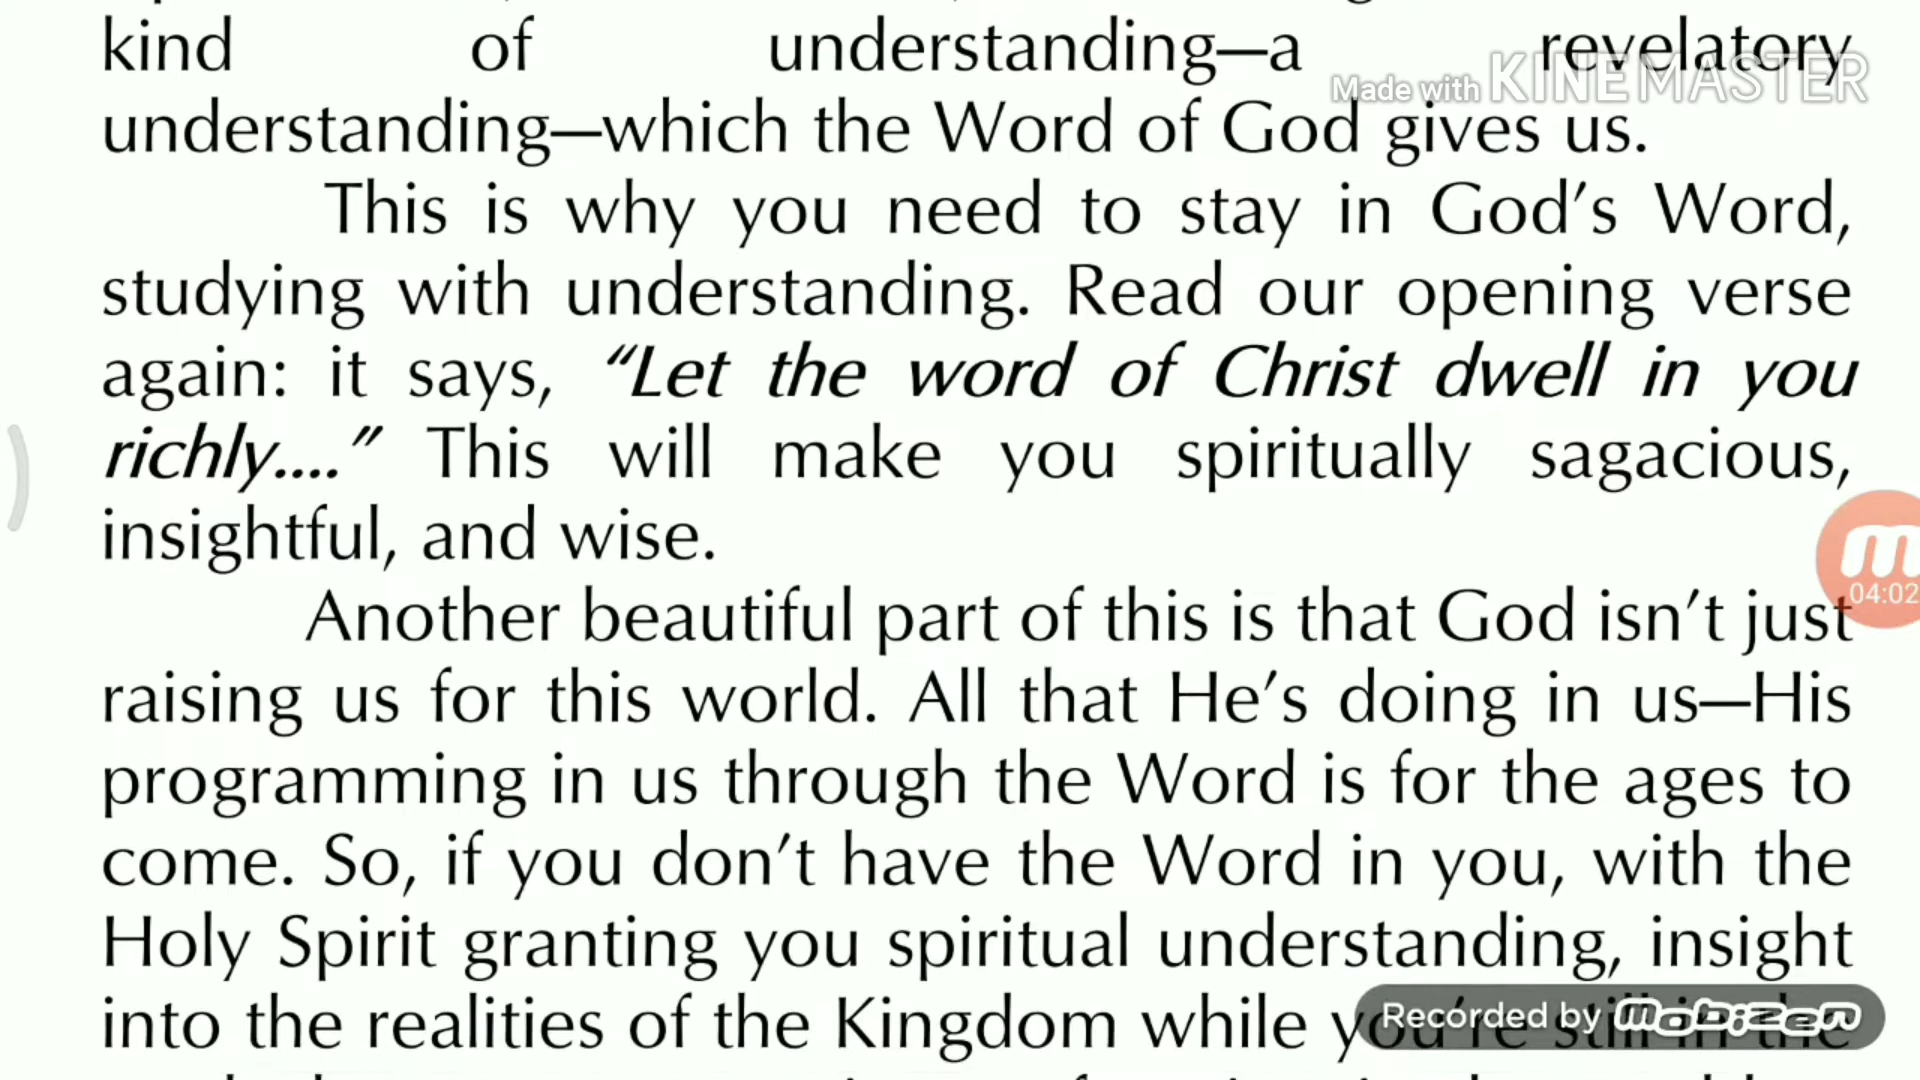 kind of understanding—a revelatory
Made with KINEMASTER
understanding—which the Word of God gives us.
This is why you need to stay in God's Word,
studying with understanding. Read our opening verse
again: it says, “Let the word of Christ dwell in you
richly....” This will make you spiritually sagacious,
insightful, and wise.
04:02
Another beautiful part of this is that God isn't just
raising us for this world. All that He's doing in us—His
programming in us through the Word is for the ages to
come. So, if you don't have the Word in you, with the
Holy Spirit granting you spiritual understanding, insight
into the realities of the Kingdom while you're still in the
Recorded by MOBIZEN